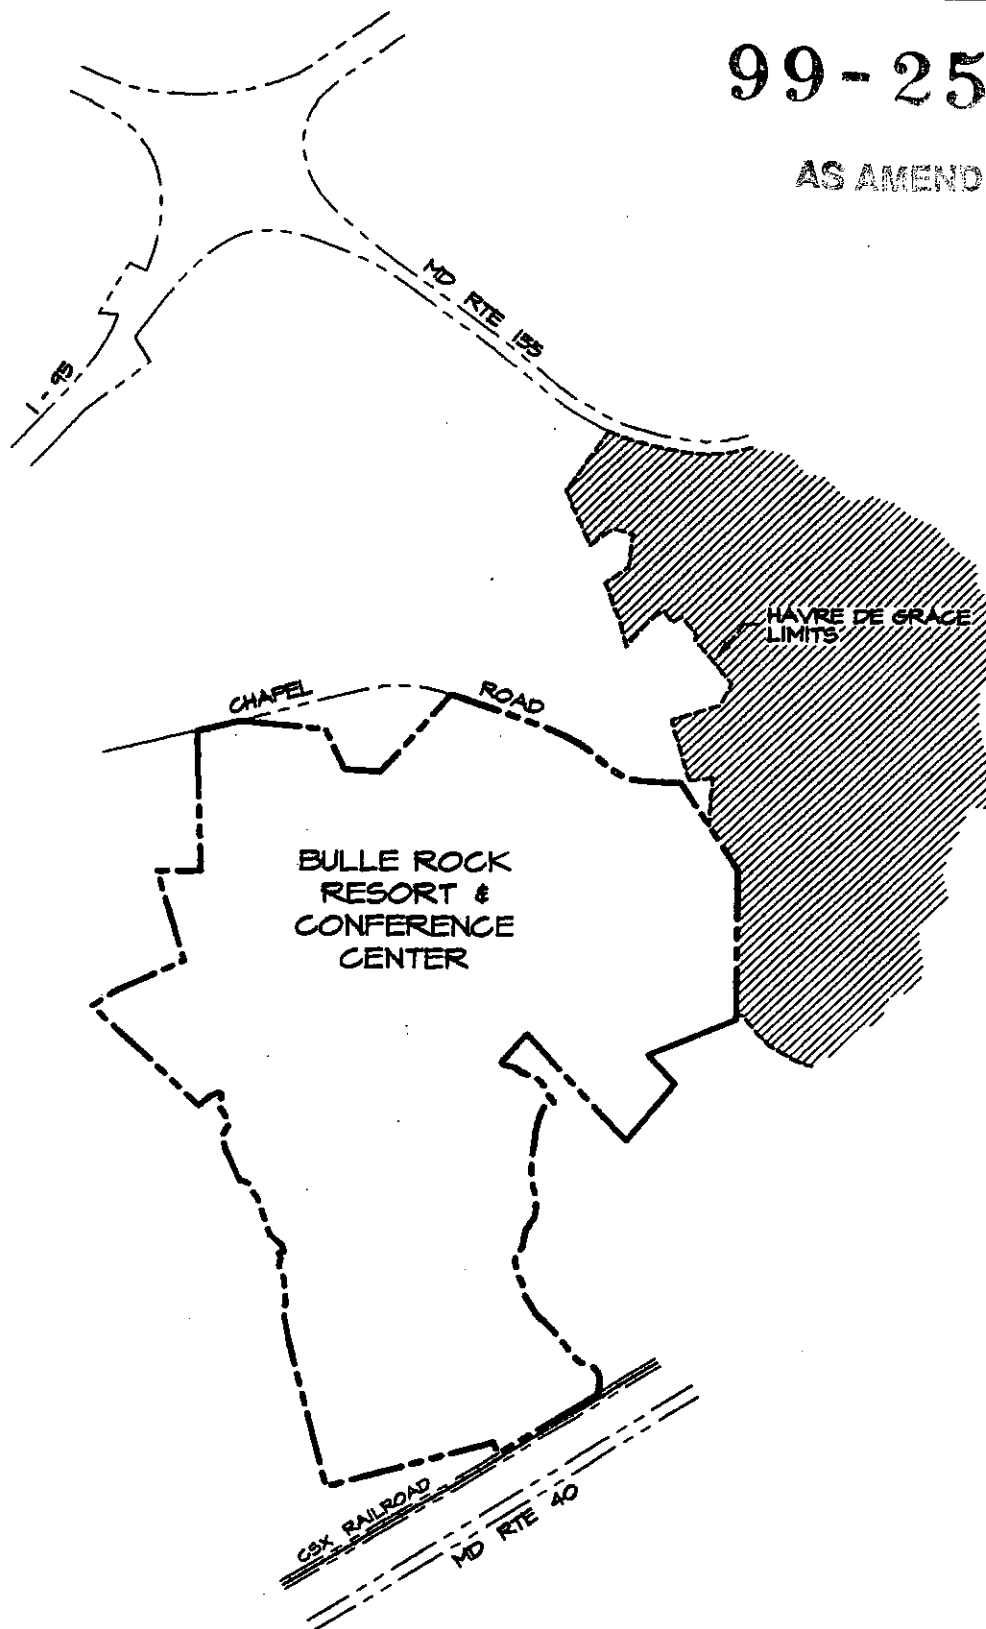 99-25
AS AMEND
MD RTE 155
I-95
HAVRE DE GRACE
LIMITS
CHAPEL ROAD
BULLE ROCK
RESORT &
CONFERENCE
CENTER
CSX RAILROAD
MD RTE 40